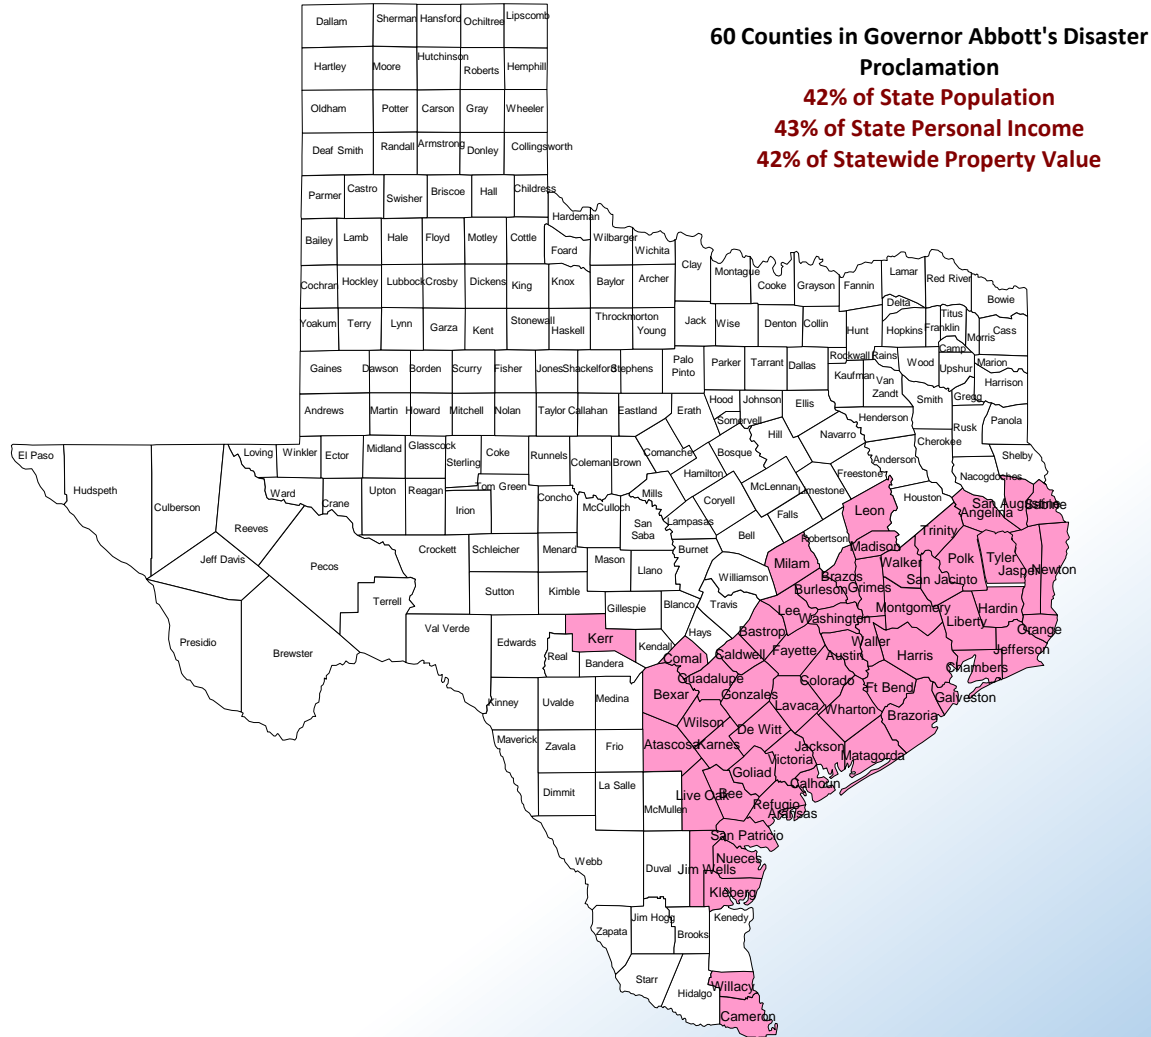 60 Counties in Governor Abbott's Disaster
Proclamation
42% of State Population
43% of State Personal Income
42% of Statewide Property Value
Dallam Sherman Hansford Ochiltree Lipscomb
Hartley Moore Hutchinson Roberts Hemphill
Oldham Potter Carson Gray Wheeler
Deaf Smith Randall Armstrong Donley Collingsworth
Parmer Castro Swisher Briscoe Hall Childress
Hardeman
Bailey Lamb Hale Floyd Motley Cottle Foard Wilbarger Wichita
Clay Montague Cooke Grayson Fannin Lamar Red River Bowie
Cochran Hockley Lubbock Crosby Dickens King Knox Baylor Archer
Delta Titus
Yoakum Terry Lynn Garza Kent Stonewall Haskell Throckmorton Young Jack Wise Denton Collin Hunt Hopkins Franklin Morris Cass
Camp
Gaines Dawson Borden Scurry Fisher Jones Shackelford Stephens Palo
Pinto Parker Tarrant Dallas Rockwall Rains Wood Upshur Marion
Kaufman Van
Zandt Smith Gregg Harrison
Andrews Martin Howard Mitchell Nolan Taylor Callahan Eastland Erath Hood Johnson Ellis Henderson Rusk Panola
Somervell
El Paso Hudspeth Culberson Loving Winkler Ector Midland Glasscock Sterling Coke Runnels Coleman Brown Comanche Bosque Hill Navarro Cherokee Shelby
Hamilton Freestone Anderson Nacogdoches
Ward Crane Upton Reagan Tom Green Irion Concho McCulloch Mills Coryell McLennan Limestone Leon Houston Angelina San Augustine Sabine
Reeves San
Saba Lampasas Falls Robertson Trinity
Jeff Davis Pecos Crockett Schleicher Menard Mason Llano Burnet Bell Milam Madison Walker Polk Tyler Jasper Newton
Terrell Sutton Kimble Williamson Brazos Burleson Grimes San Jacinto
Presidio Brewster Val Verde Edwards Gillespie Blanco Travis Lee Washington Montgomery Liberty Hardin Orange
Real Kerr Kendall Hays Bastrop Waller Jefferson
Bandera Comal Caldwell Fayette Austin Harris Chambers
Kinney Uvalde Medina Bexar Guadalupe Gonzales Colorado Ft Bend Galveston
Wilson Lavaca Wharton Brazoria
Maverick Zavala Frio Atascosa Karnes De Witt Jackson Matagorda
Victoria
Dimmit La Salle McMullen Live Oak Bee Goliad Calhoun
Refugio
Aransas
San Patricio
Webb Duval Jim Wells Nueces
Kleberg
Zapata Jim Hogg Brooks Kenedy
Starr Hidalgo Willacy
Cameron